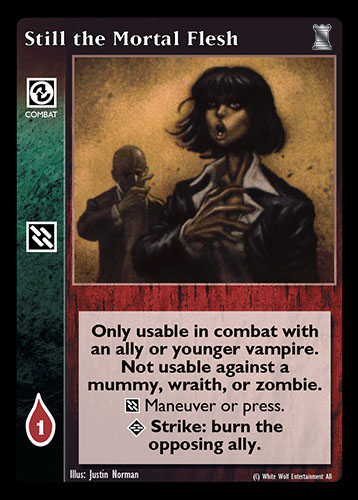 Still the Mortal Flesh
COMBAT
Only usable in combat with
an ally or younger vampire.
Not usable against a
mummy, wraith, or zombie.
Maneuver or press.
Strike: burn the
opposing ally.
1
Illus: Justin Norman
(C) White Wolf Entertainment AB